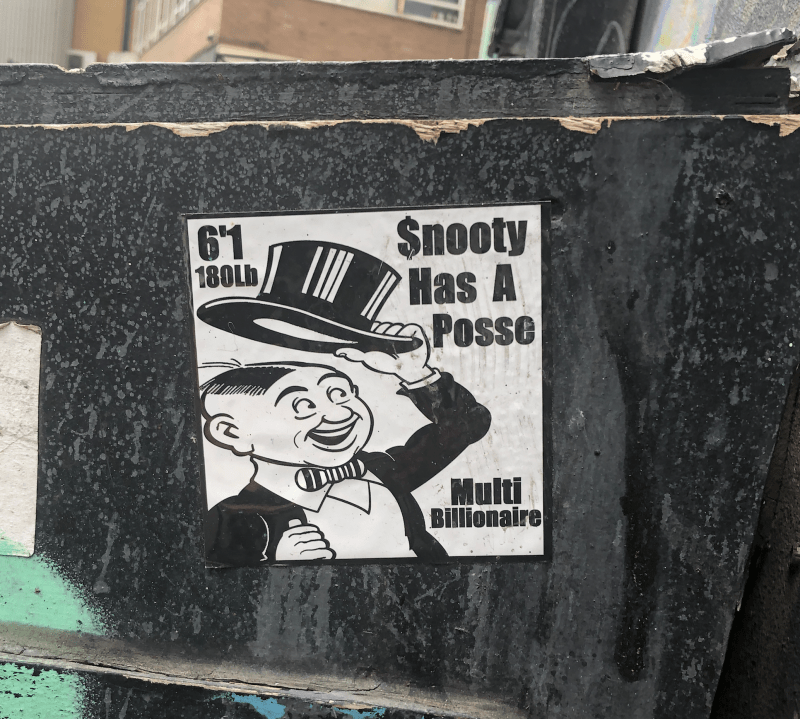 6'1
180Lb
$nooty
Has A
Posse
Multi
Billionaire